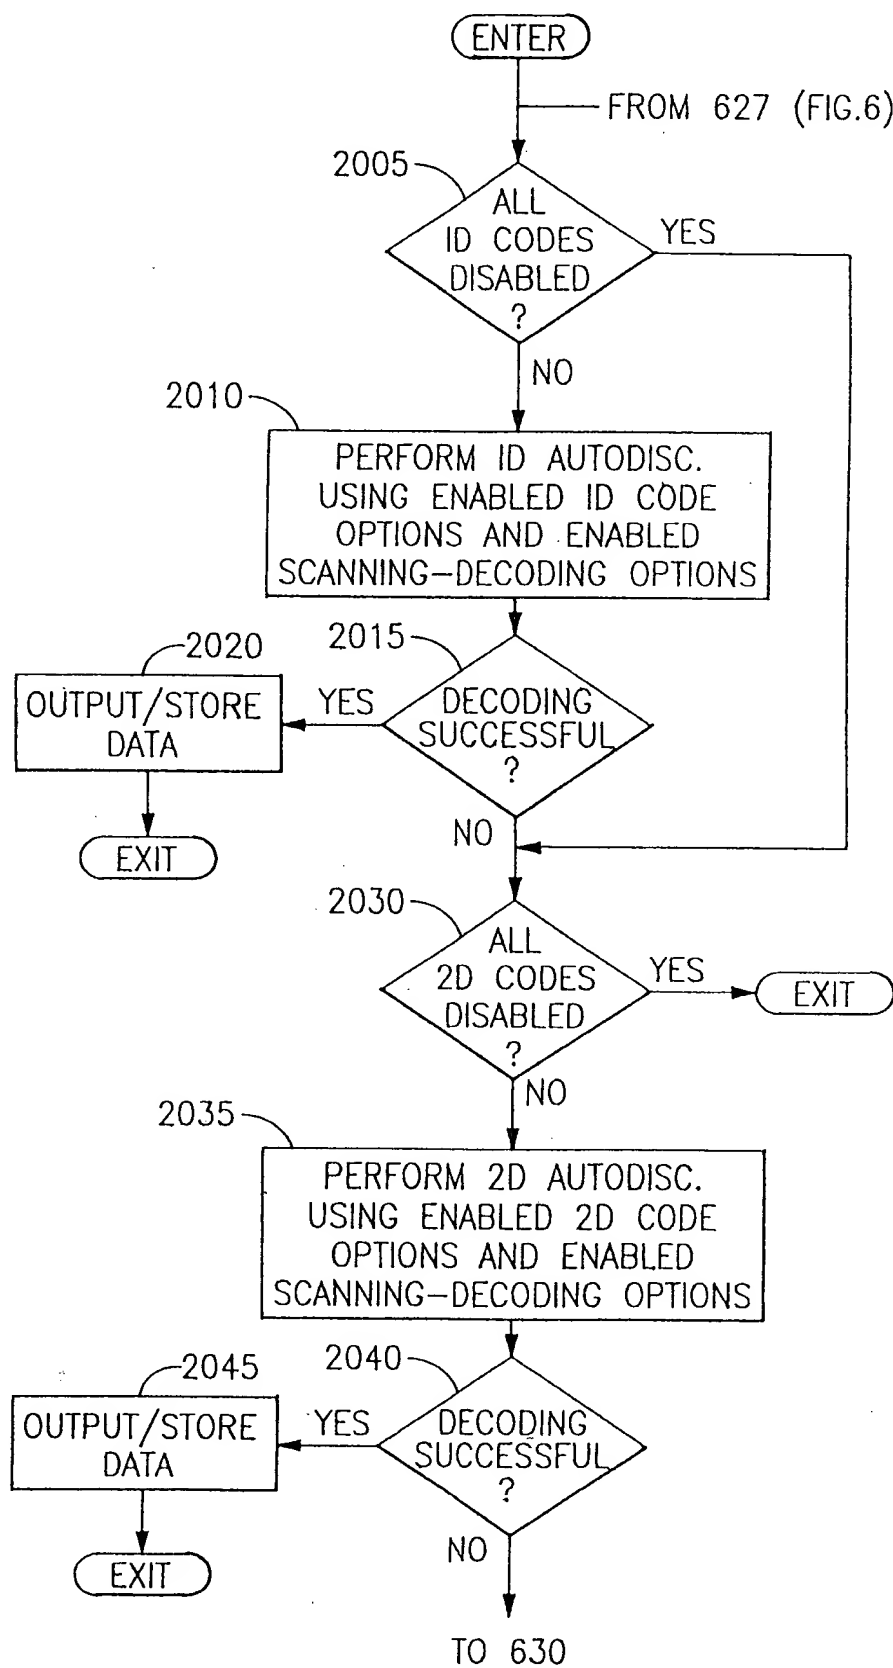 ENTER
FROM 627 (FIG.6)
2005
ALL
ID CODES
DISABLED
?
YES
NO
2010
PERFORM ID AUTODISC.
USING ENABLED ID CODE
OPTIONS AND ENABLED
SCANNING-DECODING OPTIONS
2015
2020
OUTPUT/STORE
DATA
YES
DECODING
SUCCESSFUL
?
EXIT
NO
2030
ALL
2D CODES
DISABLED
?
YES
EXIT
NO
2035
PERFORM 2D AUTODISC.
USING ENABLED 2D CODE
OPTIONS AND ENABLED
SCANNING-DECODING OPTIONS
2040
2045
OUTPUT/STORE
DATA
YES
DECODING
SUCCESSFUL
?
EXIT
NO
TO 630